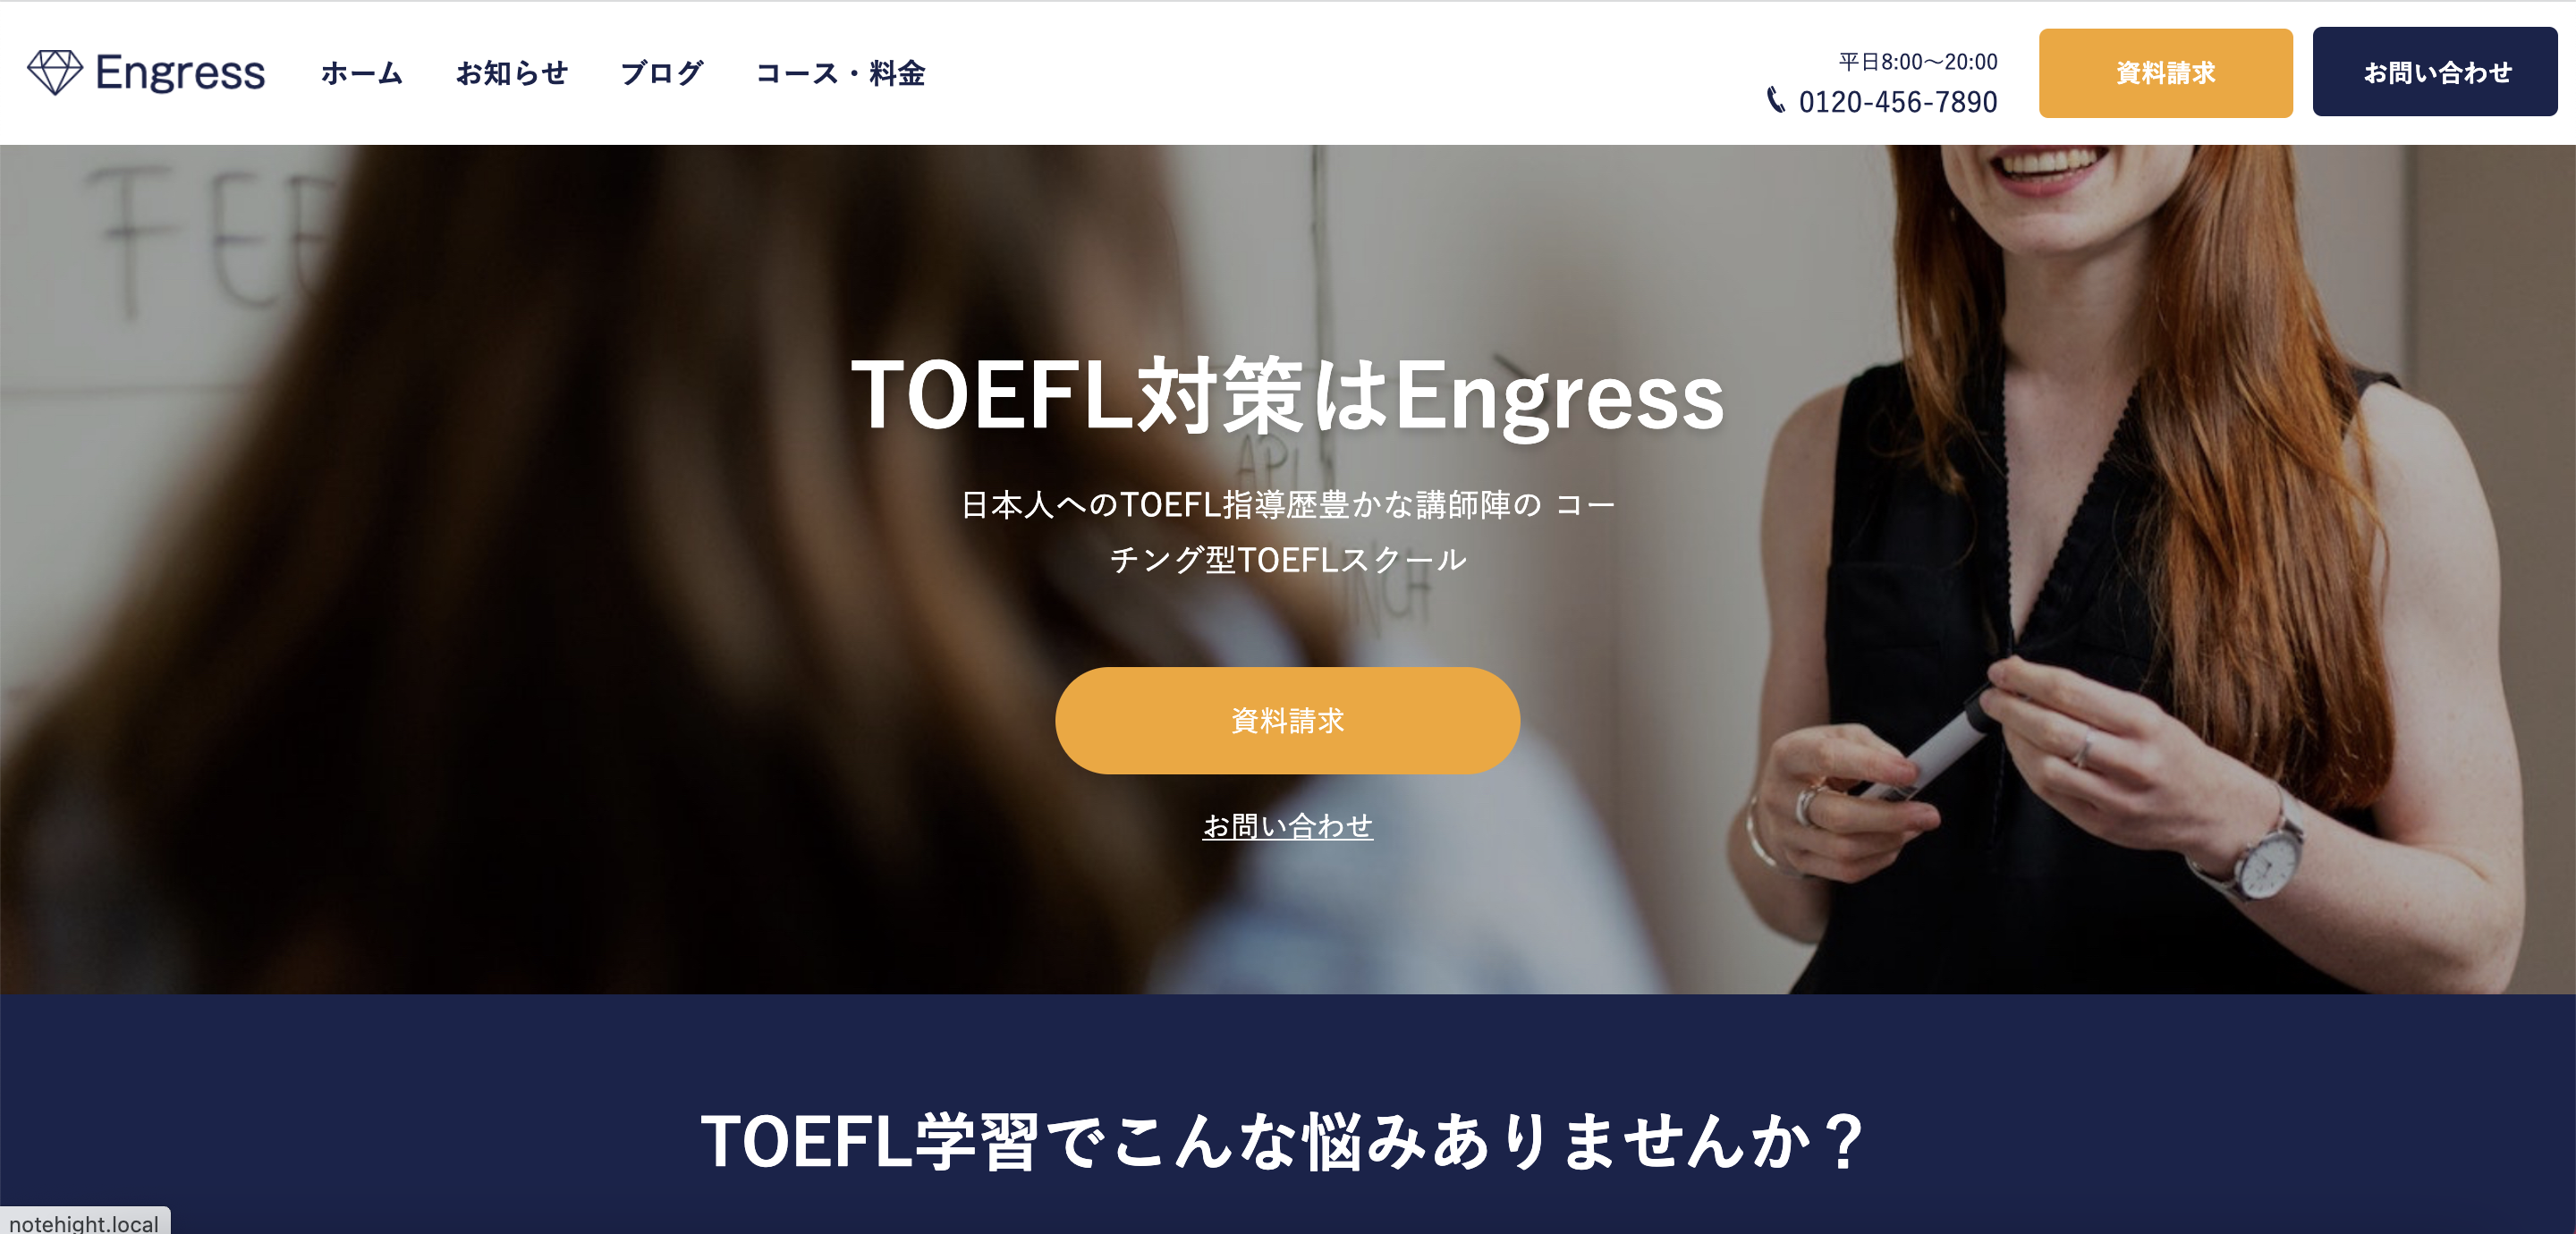 Engress
ホーム
お知らせ
ブログ
コース・料金
平日8:00〜20:00
0120-456-7890
資料請求
お問い合わせ
FEE
TOEFL対策はEngress
API
日本人へのTOEFL指導歴豊かな講師陣の コー
チング型TOEFLスクール
資料請求
お問い合わせ
TOEFL学習でこんな悩みありませんか？
notehight.local